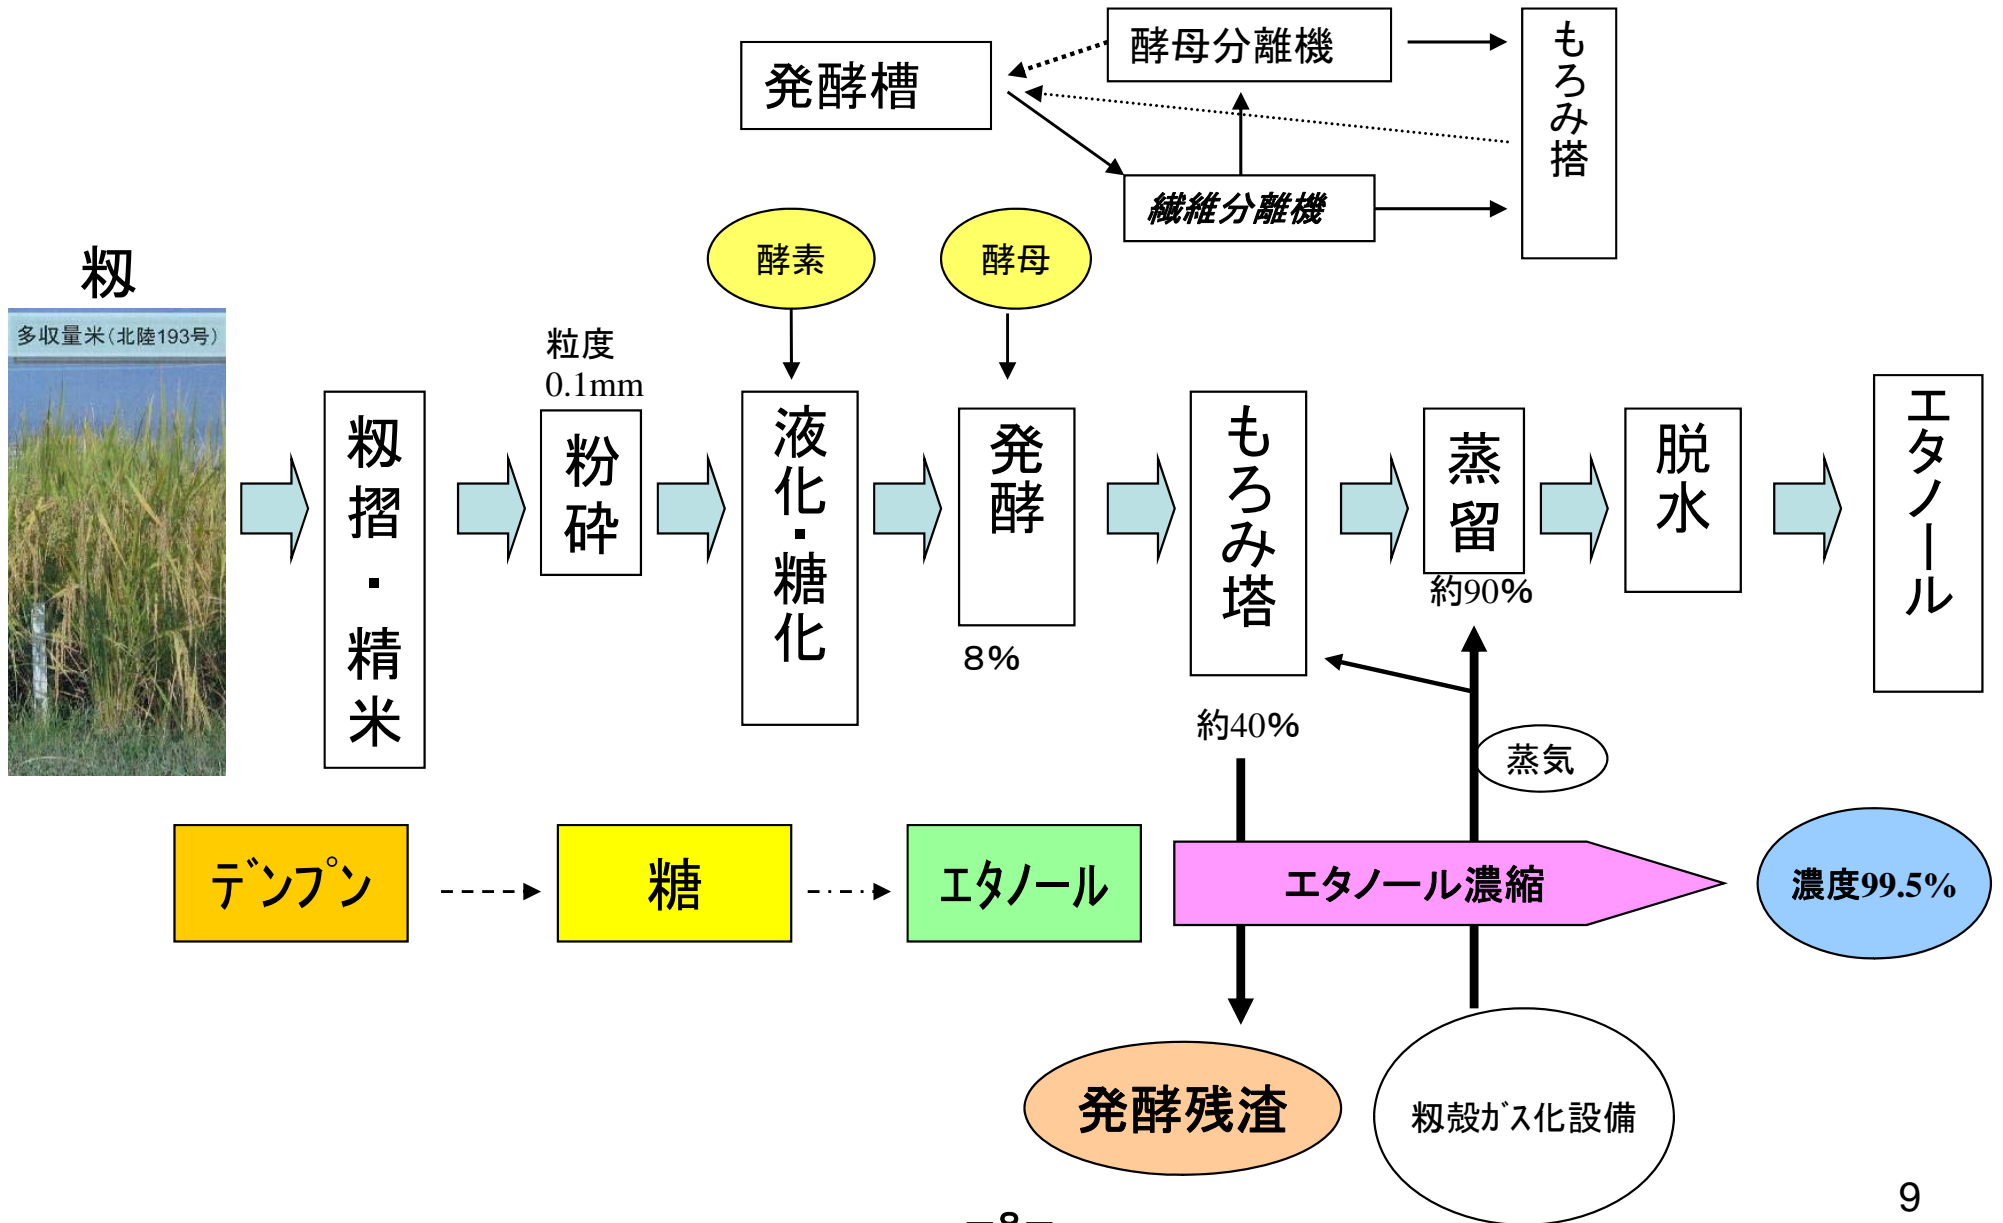 発酵槽
酵母分離機
もろみ塔
繊維分離機
酵素
酵母
籾
多収量米(北陸193号)
粒度
0.1mm
籾摺・精米
粉砕
液化・糖化
発酵
8%
もろみ塔
約40%
蒸留
約90%
脱水
エタノール
蒸気
デンプン
糖
エタノール
エタノール濃縮
濃度99.5%
発酵残渣
籾殻ガス化設備
9
－8－